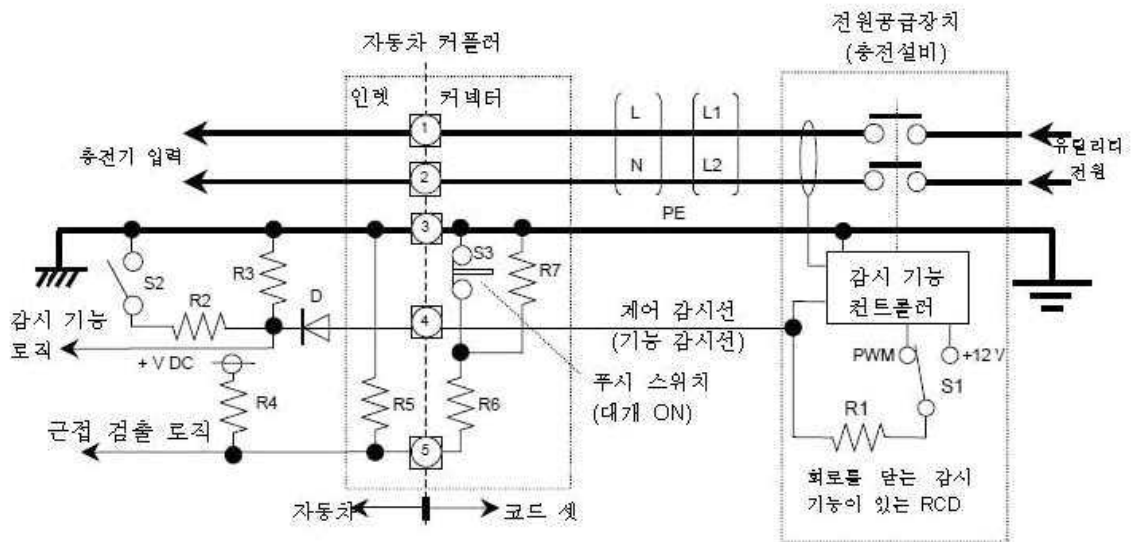 전원공급장치
(충전설비)
자동차 커플러
인렛
커넥터
1
L
L1
충전기 입력
유틸리티
전원
2
N
L2
3
PE
S2
R3
S3
R7
감시 기능
컨트롤러
R2
D
4
제어 감시선
(기능 감시선)
감시 기능
로직
+ V DC
PWM
+12 V
S1
푸시 스위치
(대개 ON)
R4
R5
R6
R1
근접 검출 로직
5
회로를 닫는 감시
기능이 있는 RCD
자동차
코드 셋